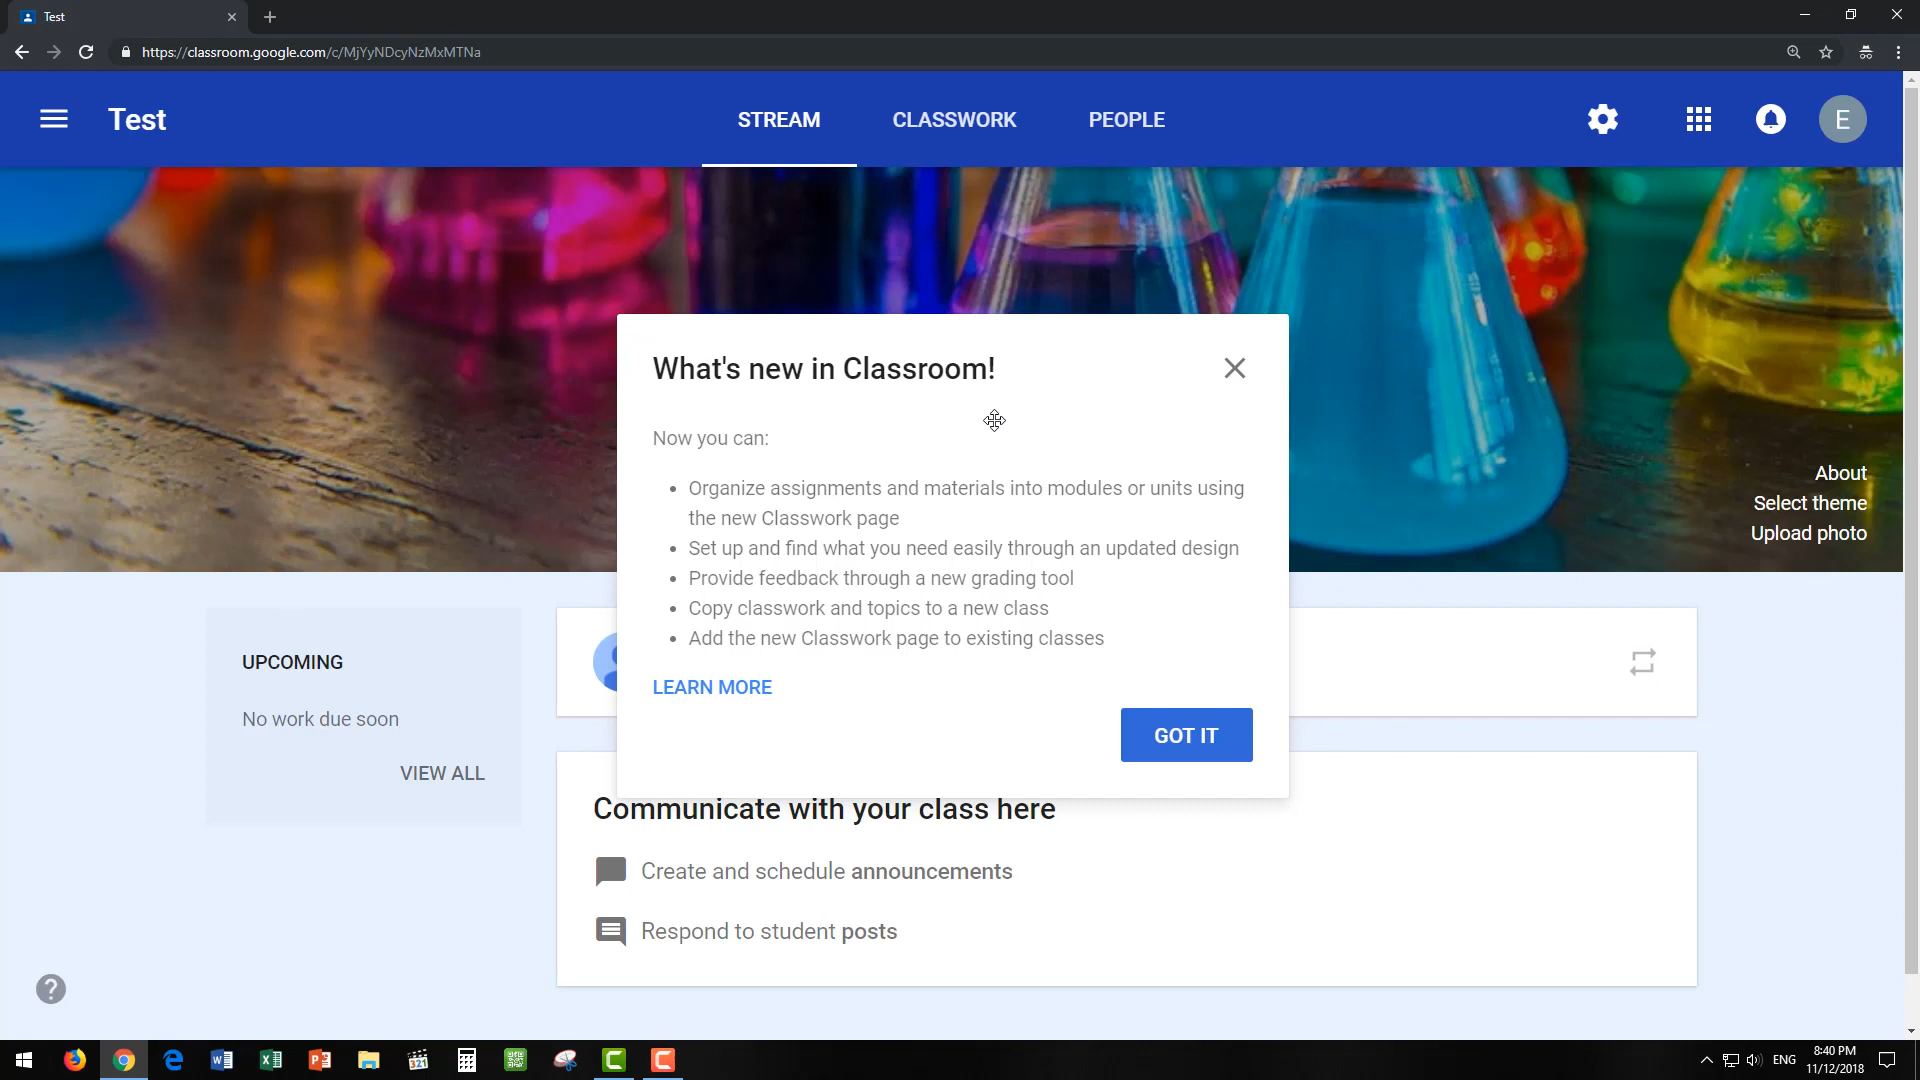 Test
https://classroom.google.com/c/MjYyNDcyNzMxMTNa
Test
STREAM
CLASSWORK
PEOPLE
E
About
Select theme
Upload photo
What's new in Classroom!
Now you can:
Organize assignments and materials into modules or units using
the new Classwork page
Set up and find what you need easily through an updated design
Provide feedback through a new grading tool
Copy classwork and topics to a new class
Add the new Classwork page to existing classes
LEARN MORE
GOT IT
UPCOMING
No work due soon
VIEW ALL
Communicate with your class here
Create and schedule announcements
Respond to student posts
?
321
ENG
8:40 PM
11/12/2018